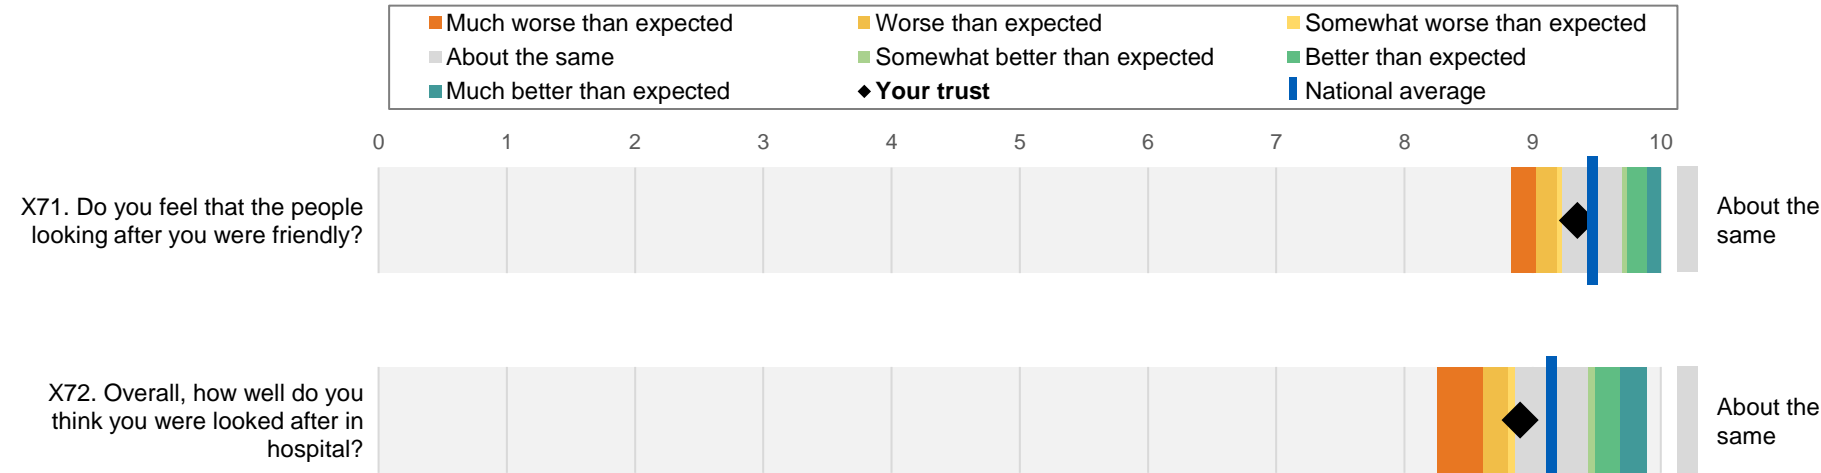 Much worse than expected
Worse than expected
Somewhat worse than expected
About the same
Somewhat better than expected
Better than expected
Much better than expected
Your trust
National average
0 1 2 3 4 5 6 7 8 9 10
X71. Do you feel that the people
looking after you were friendly?
About the
same
X72. Overall, how well do you
think you were looked after in
hospital?
About the
same